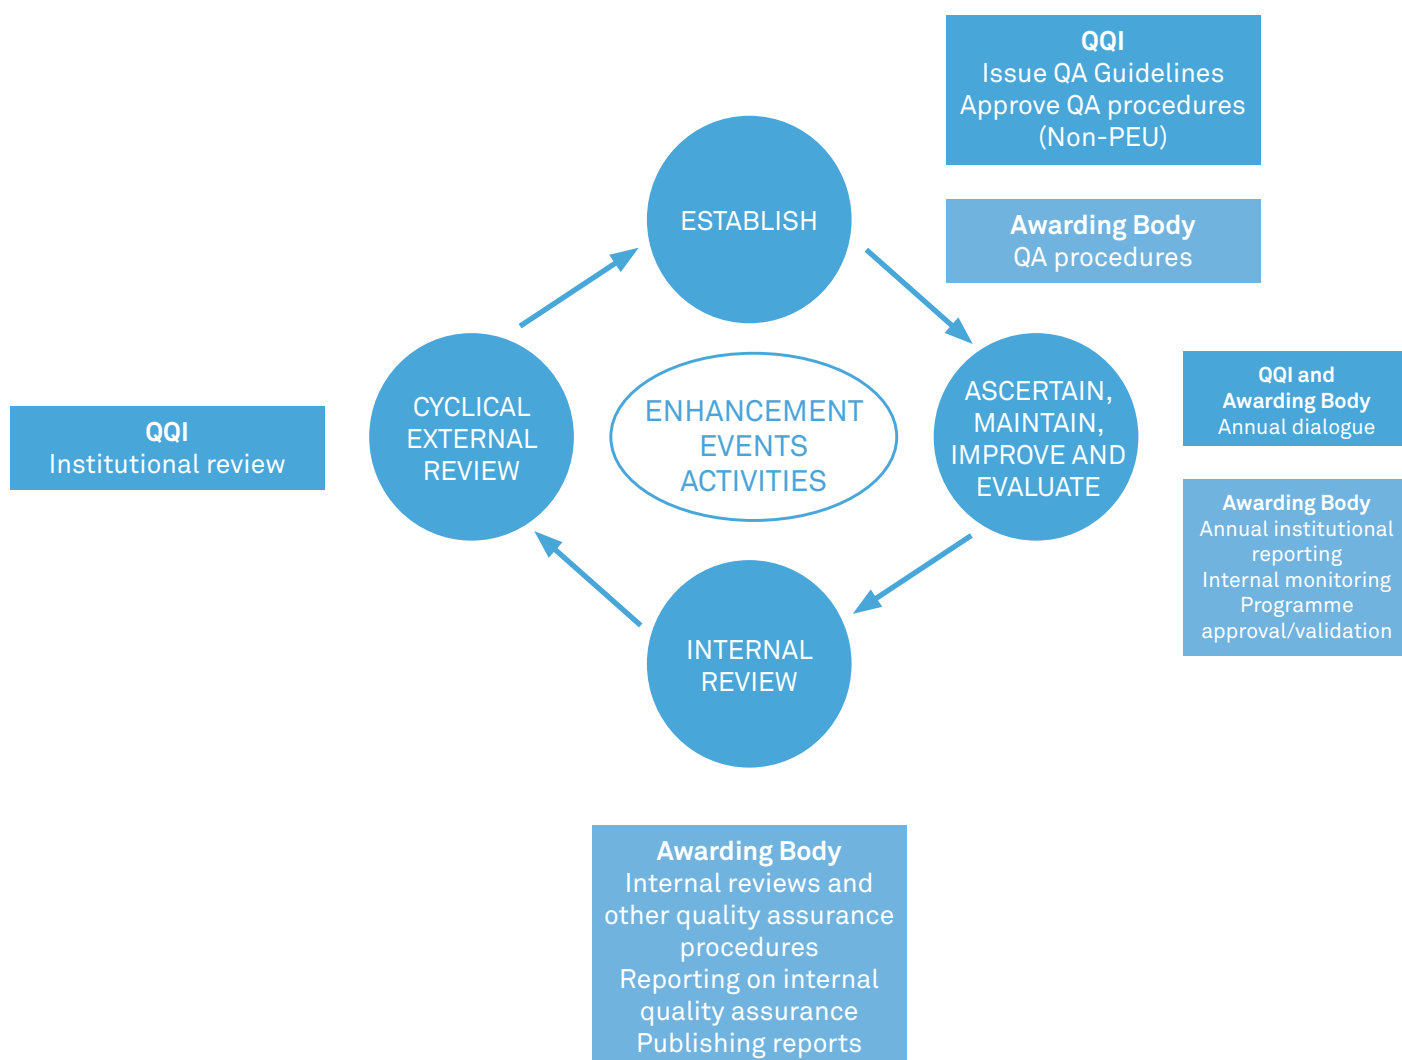 QQI
Issue QA Guidelines
Approve QA procedures
(Non-PEU)
Awarding Body
QA procedures
ESTABLISH
ASCERTAIN,
MAINTAIN,
IMPROVE AND
EVALUATE
QQI and
Awarding Body
Annual dialogue
Awarding Body
Annual institutional
reporting
Internal monitoring
Programme
approval/validation
ENHANCEMENT
EVENTS
ACTIVITIES
CYCLICAL
EXTERNAL
REVIEW
QQI
Institutional review
INTERNAL
REVIEW
Awarding Body
Internal reviews and
other quality assurance
procedures
Reporting on internal
quality assurance
Publishing reports